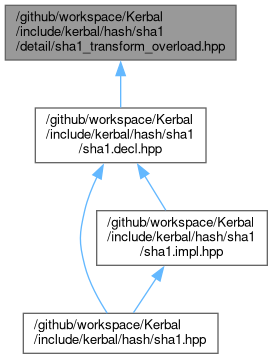 /github/workspace/Kerbal
/include/kerbal/hash/sha1
/detail/sha1_transform_overload.hpp
/github/workspace/Kerbal
/include/kerbal/hash/sha1
/sha1.decl.hpp
/github/workspace/Kerbal
/include/kerbal/hash/sha1
/sha1.impl.hpp
/github/workspace/Kerbal
/include/kerbal/hash/sha1.hpp